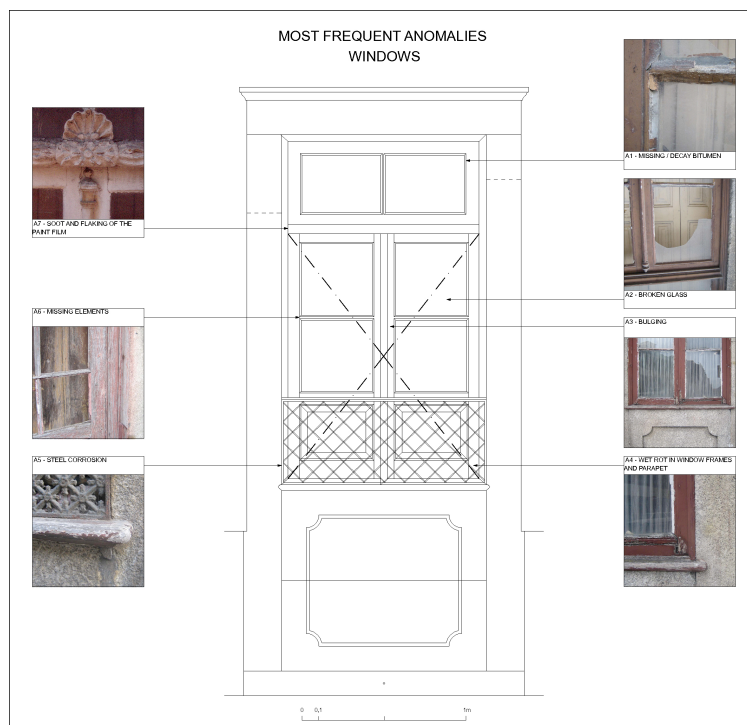 MOST FREQUENT ANOMALIES
WINDOWS
A1 - MISSING / DECAY BITUMEN
A2 - BROKEN GLASS
A3 - BULGING
A4 - WET ROT IN WINDOW FRAMES
AND PARAPET
A7 - SOOT AND FLAKING OF THE
PAINT FILM
A6 - MISSING ELEMENTS
A5 - STEEL CORROSION
0 0,1 1m